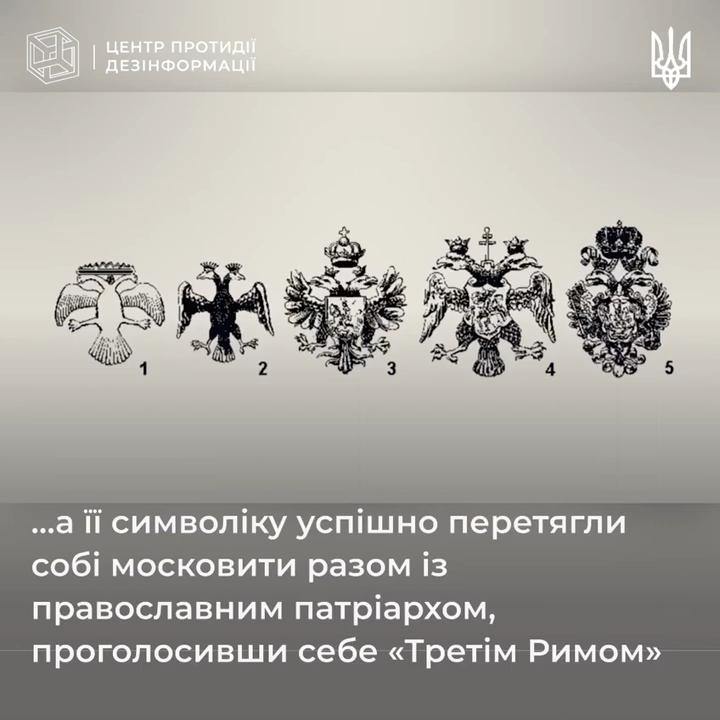 ЦЕНТР ПРОТИДІЇ
ДЕЗІНФОРМАЦІЇ
1 2 3 4 5
...а її символіку успішно перетягли
собі московити разом із
православним патріархом,
проголосивши себе «Третім Римом»